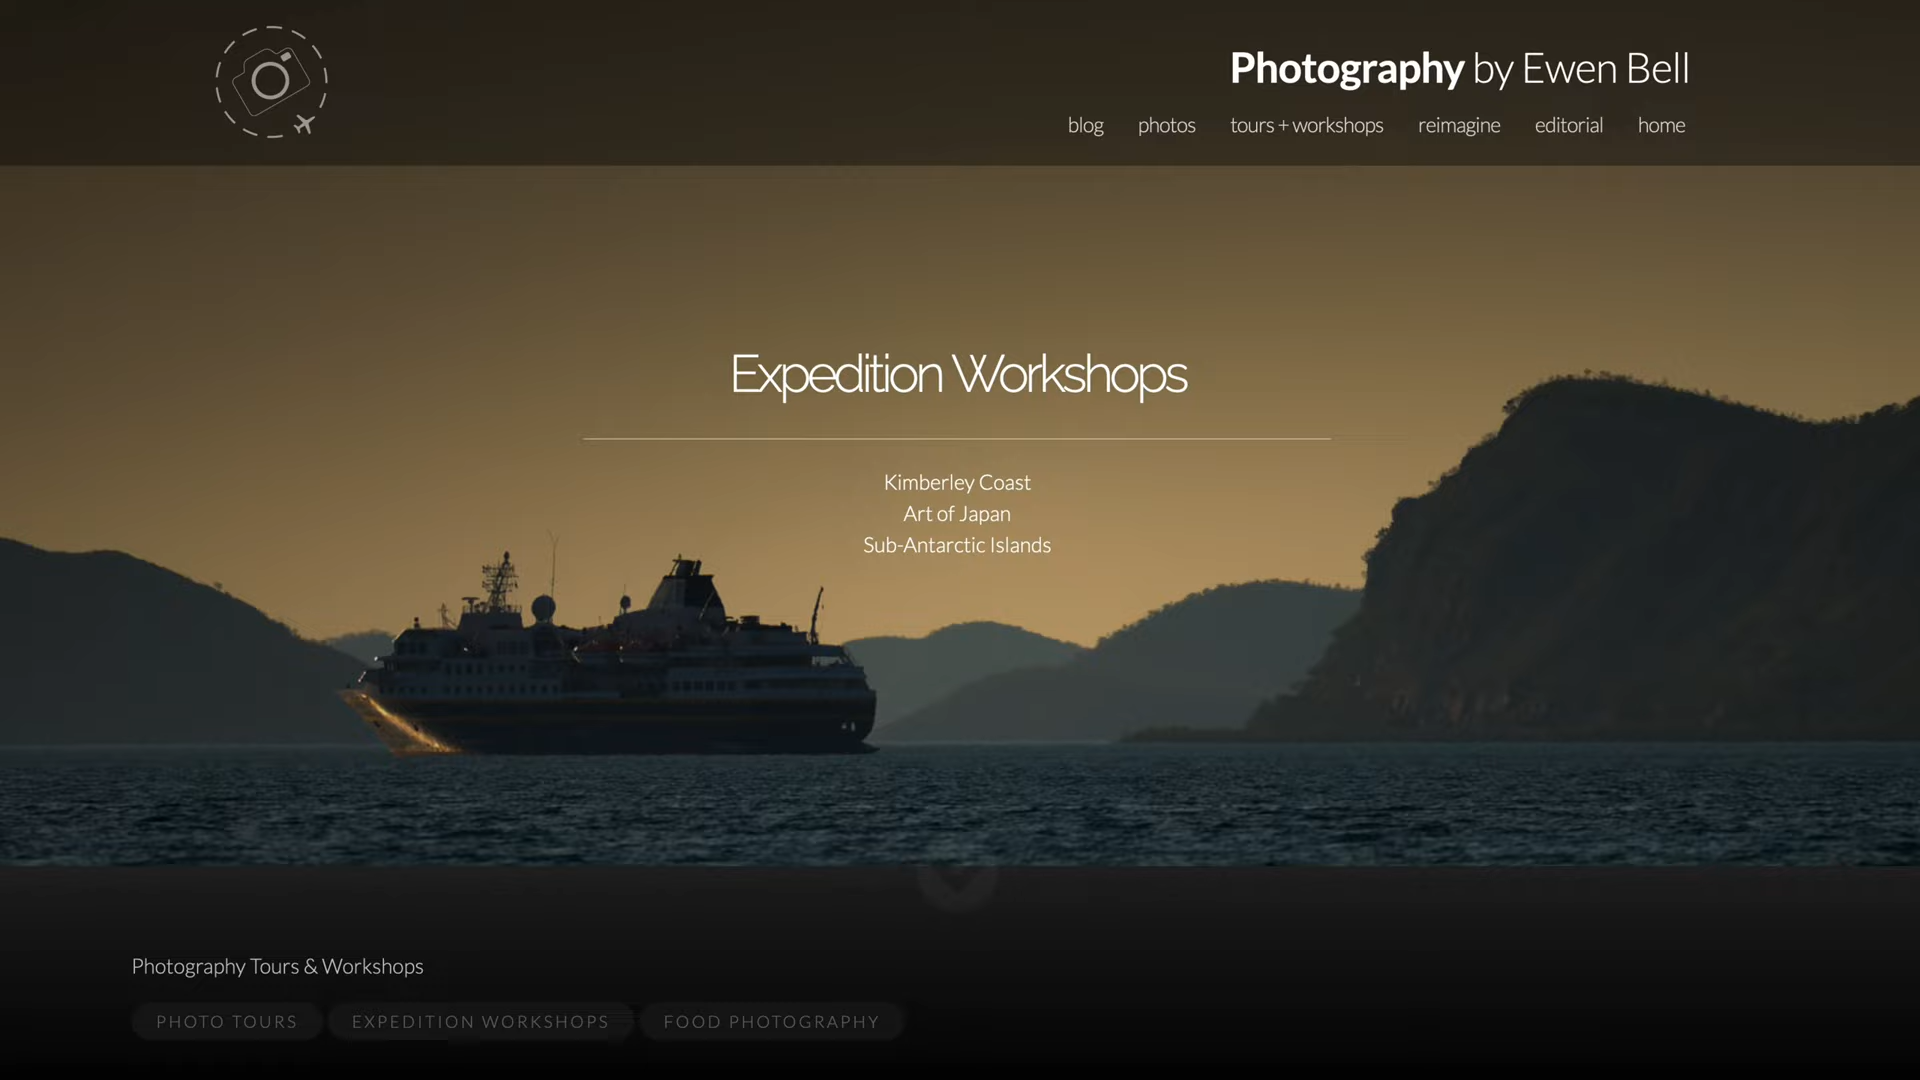 Photography by Ewen Bell
blog photos tours + workshops reimagine editorial home
Expedition Workshops
Kimberley Coast
Art of Japan
Sub-Antarctic Islands
Photography Tours & Workshops
PHOTO TOURS EXPEDITION WORKSHOPS FOOD PHOTOGRAPHY